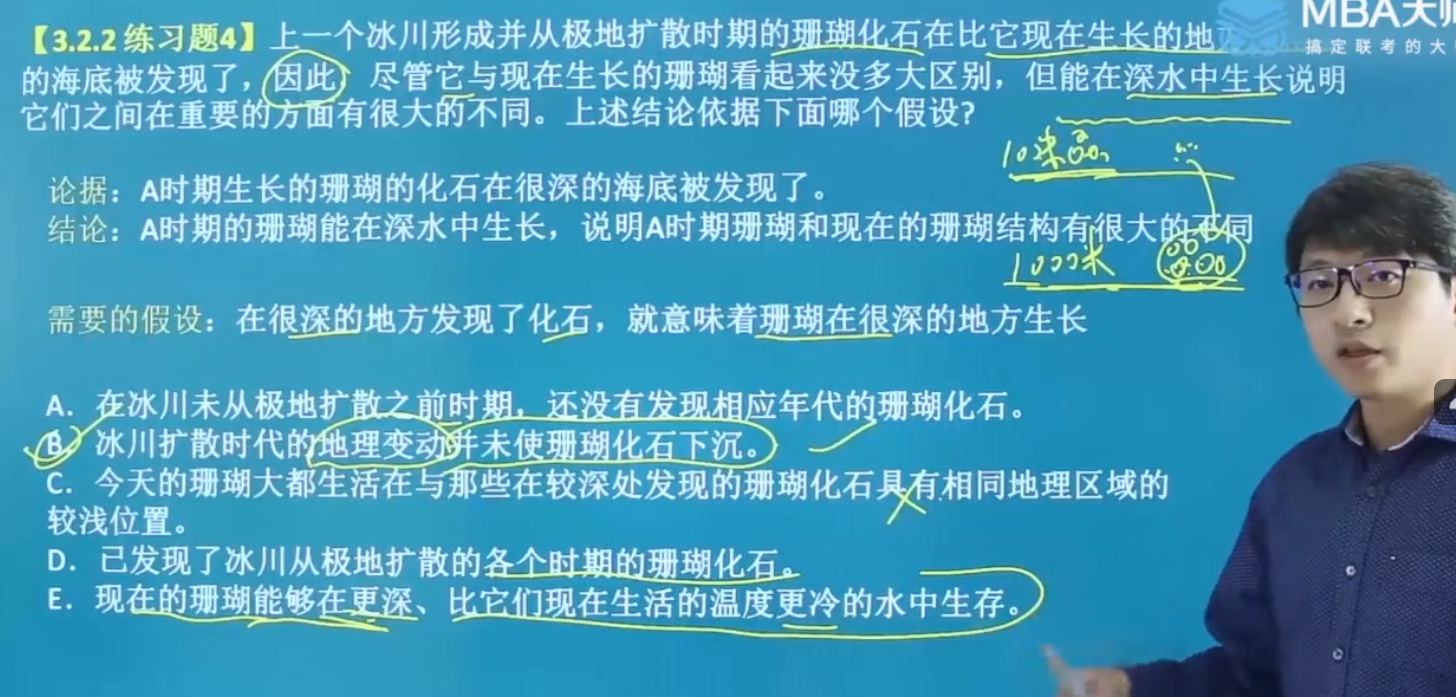 MBA大师
搞定联考的大
【3.2.2 练习题4】上一个冰川形成并从极地扩散时期的珊瑚化石在比它现在生长的地
的海底被发现了，因此，尽管它与现在生长的珊瑚看起来没多大区别，但能在深水中生长说明
它们之间在重要的方面有很大的不同。上述结论依据下面哪个假设?
10米
论据：A时期生长的珊瑚的化石在很深的海底被发现了。
结论：A时期的珊瑚能在深水中生长，说明A时期珊瑚和现在的珊瑚结构有很大的不同
1000米
需要的假设：在很深的地方发现了化石，就意味着珊瑚在很深的地方生长
A. 在冰川未从极地扩散之前时期，还没有发现相应年代的珊瑚化石。
B. 冰川扩散时代的地理变动并未使珊瑚化石下沉。
C. 今天的珊瑚大都生活在与那些在较深处发现的珊瑚化石具有相同地理区域的
较浅位置。
D. 已发现了冰川从极地扩散的各个时期的珊瑚化石。
E. 现在的珊瑚能够在更深、比它们现在生活的温度更冷的水中生存。